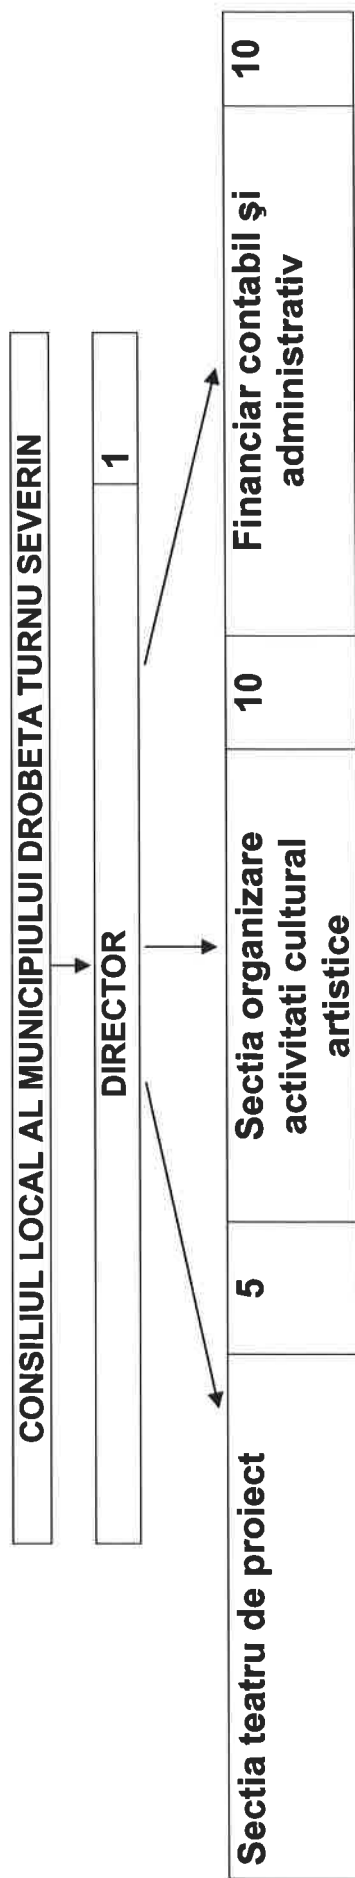 CONSILIUL LOCAL AL MUNICIPIULUI DROBETA TURNU SEVERIN
DIRECTOR
1
Sectia teatru de proiect
5
Sectia organizare
activitati cultural
artistice
10
Financiar contabil şi
administrativ
10